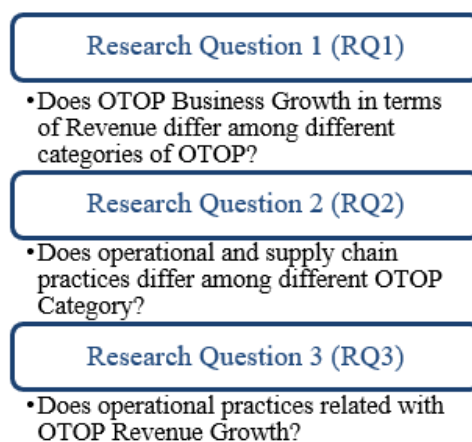 Research Question 1 (RQ1)
•Does OTOP Business Growth in terms
of Revenue differ among different
categories of OTOP?
Research Question 2 (RQ2)
•Does operational and supply chain
practices differ among different OTOP
Category?
Research Question 3 (RQ3)
•Does operational practices related with
OTOP Revenue Growth?